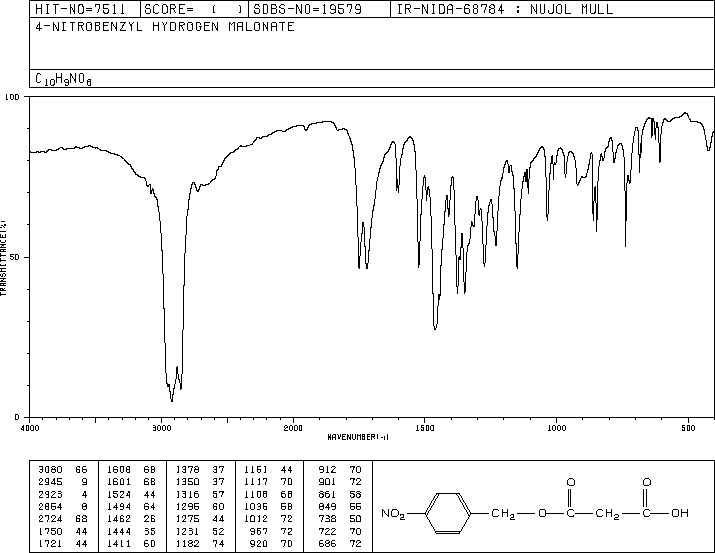 HIT-NO=7511 SCORE= ( ) SDBS-NO=19579 IR-NIDA-68784 : NUJOL MULL
4-NITROBENZYL HYDROGEN MALONATE
C10H9NO6
100
50
0
TRANSMITTANCE(%)
4000 3000 2000 1500 1000 500
WAVENUMBER(-1)
3080 66 1608 68 1378 37 1151 44 912 70
2945 9 1601 68 1350 37 1117 70 901 72
2923 4 1524 44 1316 57 1108 68 861 58
2854 8 1494 64 1295 60 1036 58 849 55
2724 68 1462 26 1275 44 1012 72 738 50
1750 44 1444 35 1231 52 967 72 722 70
1721 44 1411 60 1182 74 920 70 686 72
NO2 CH2 O C CH2 C OH
O O